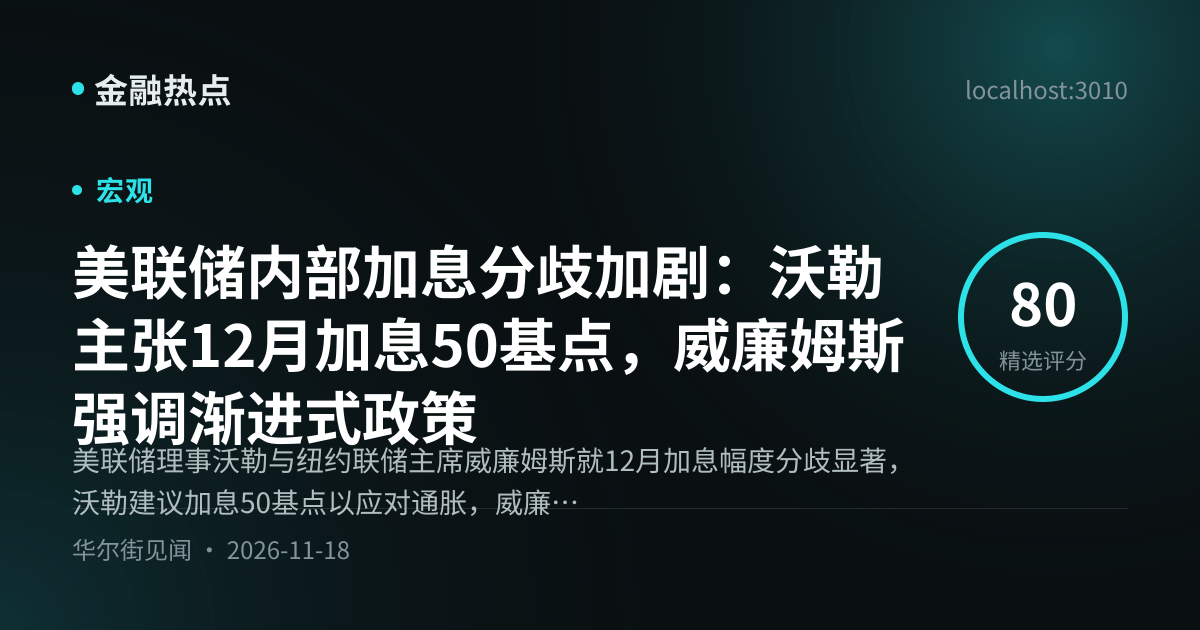 金融热点
localhost:3010
宏观
美联储内部加息分歧加剧：沃勒
主张12月加息50基点，威廉姆斯
强调渐进式政策
80
精选评分
美联储理事沃勒与纽约联储主席威廉姆斯就12月加息幅度分歧显著，
沃勒建议加息50基点以应对通胀，威廉…
华尔街见闻 • 2026-11-18